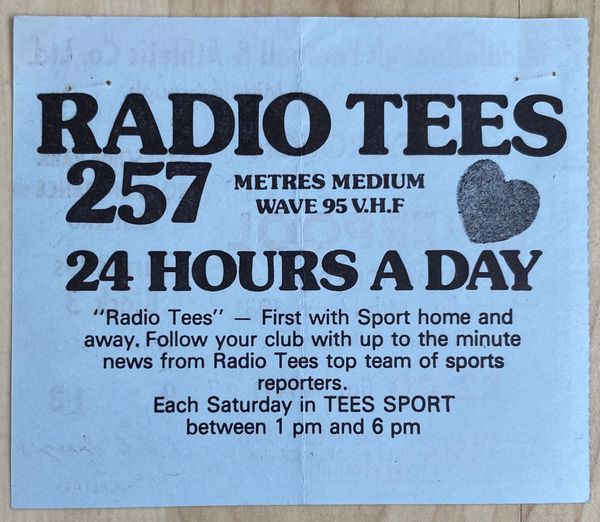 RADIO TEES
257 METRES MEDIUM
WAVE 95 V.H.F
24 HOURS A DAY
"Radio Tees" — First with Sport home and
away. Follow your club with up to the minute
news from Radio Tees top team of sports
reporters.
Each Saturday in TEES SPORT
between 1 pm and 6 pm